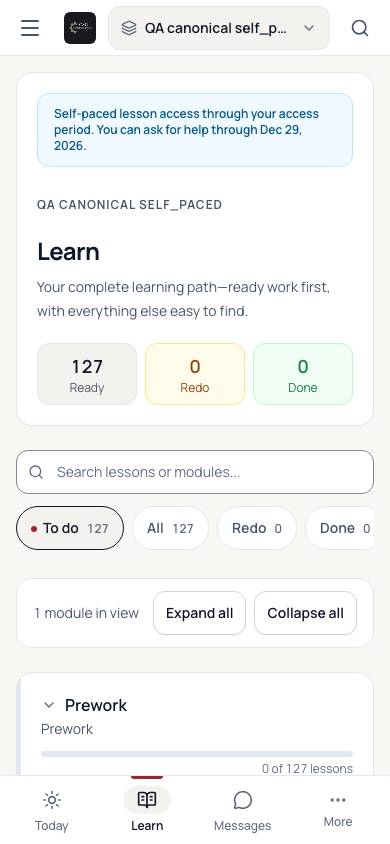 QA canonical self_p...
Self-paced lesson access through your access
period. You can ask for help through Dec 29,
2026.
QA CANONICAL SELF_PACED
Learn
Your complete learning path—ready work first,
with everything else easy to find.
127
Ready
0
Redo
0
Done
Search lessons or modules...
To do 127
All 127
Redo 0
Done 0
1 module in view
Expand all
Collapse all
Prework
Prework
0 of 127 lessons
Today
Learn
Messages
More